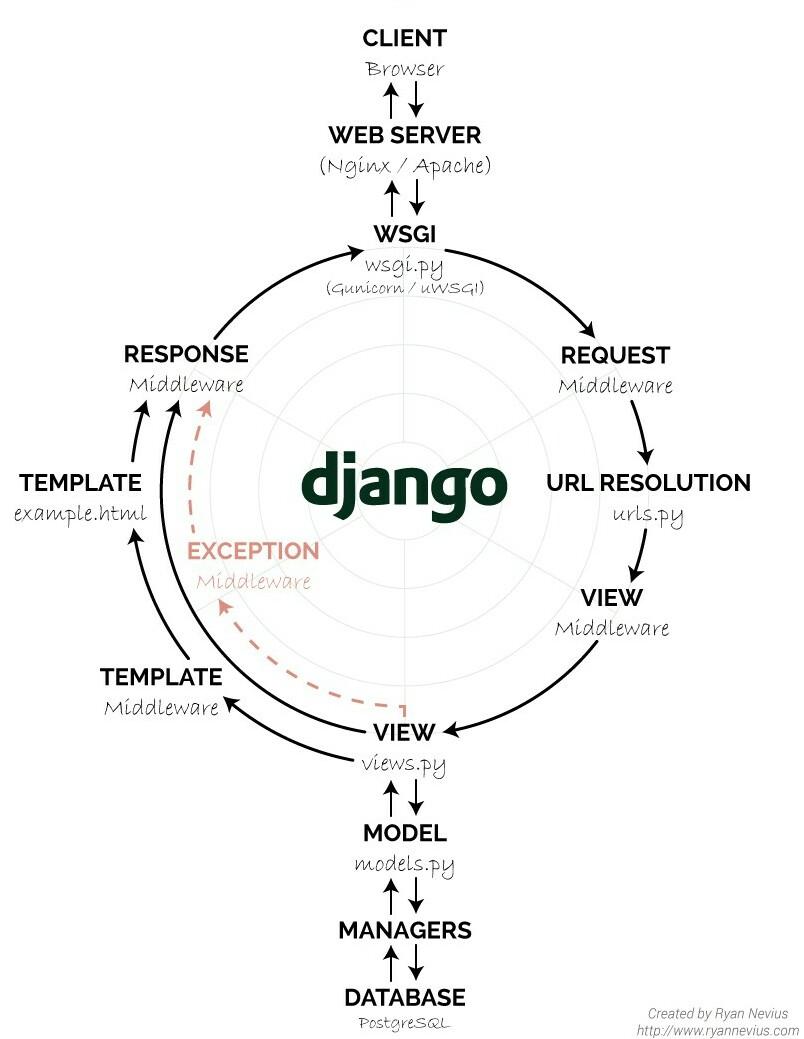 CLIENT
Browser
WEB SERVER
(Nginx / Apache)
WSGI
wsgi.py
(Gunicorn / uWSGI)
RESPONSE
Middleware
REQUEST
Middleware
TEMPLATE
example.html
django
URL RESOLUTION
urls.py
EXCEPTION
Middleware
VIEW
Middleware
TEMPLATE
Middleware
VIEW
views.py
MODEL
models.py
MANAGERS
DATABASE
PostgreSQL
Created by Ryan Nevius
http://www.ryannevius.com